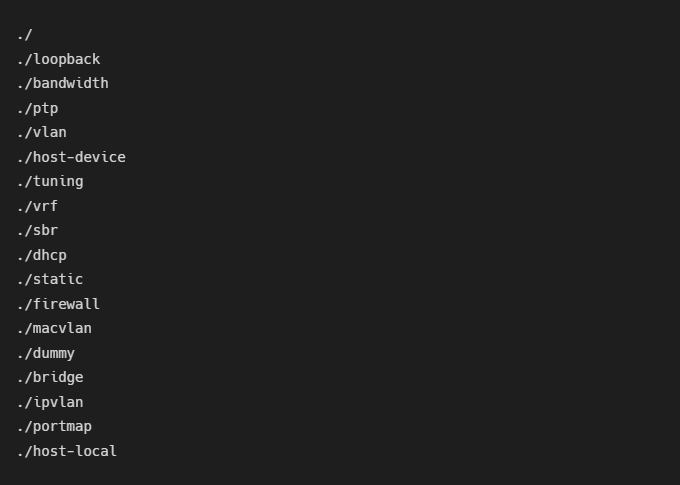 ./
./loopback
./bandwidth
./ptp
./vlan
./host-device
./tuning
./vrf
./sbr
./dhcp
./static
./firewall
./macvlan
./dummy
./bridge
./ipvlan
./portmap
./host-local